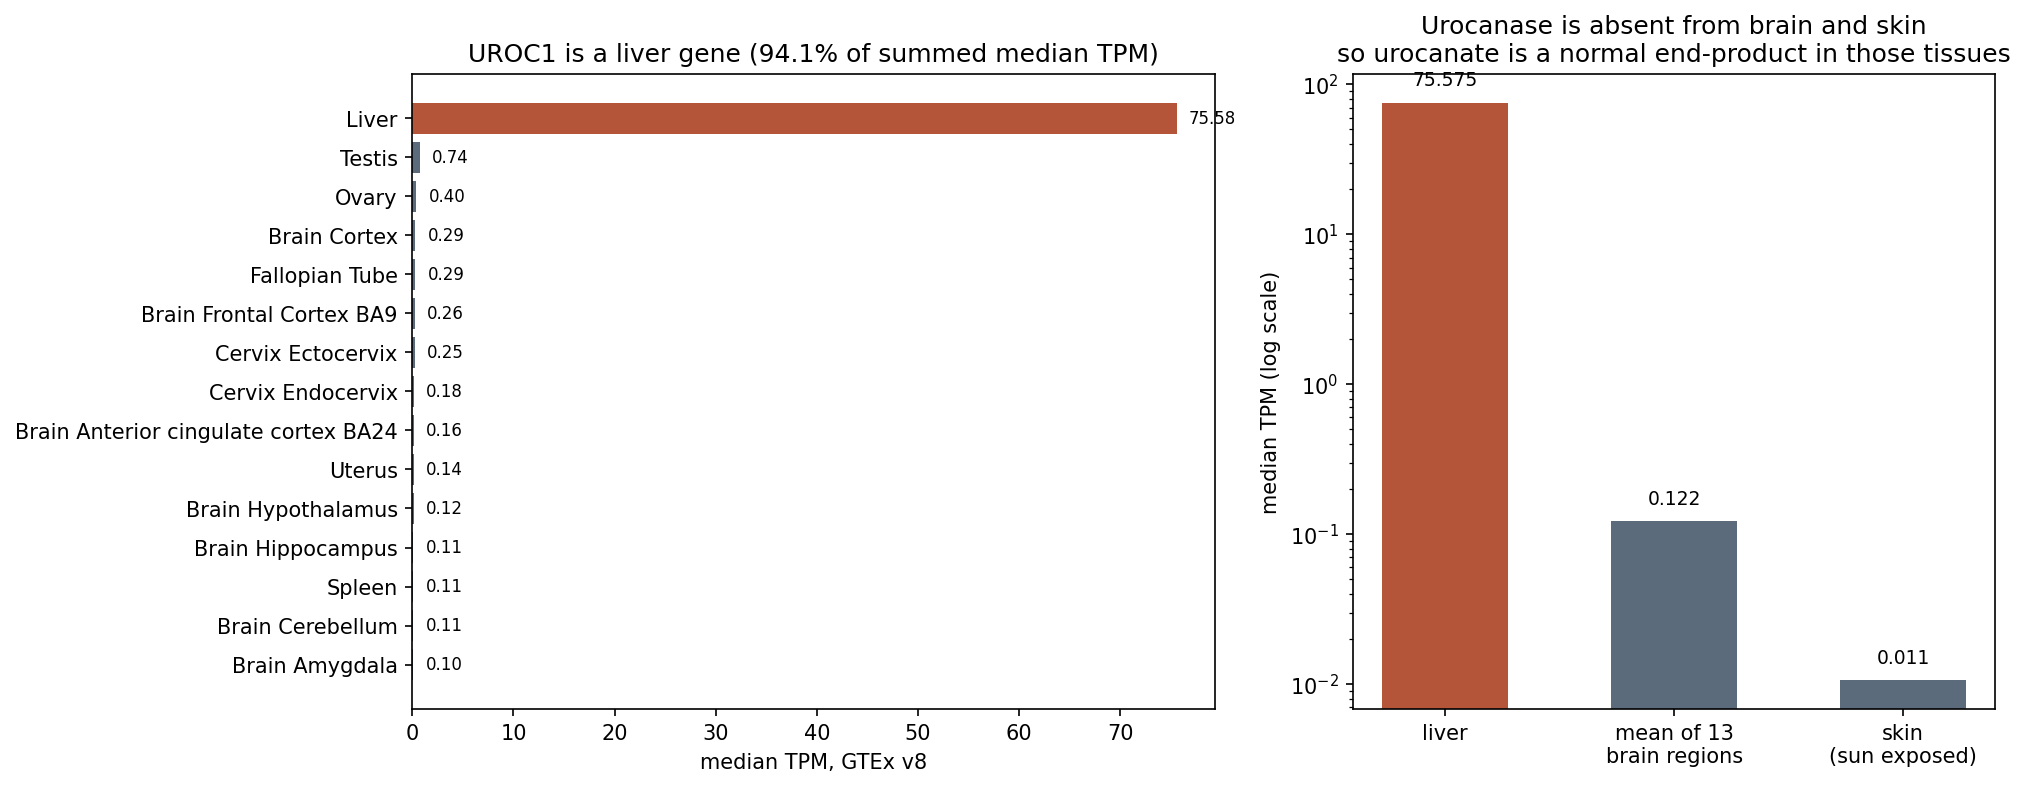 UROC1 is a liver gene (94.1% of summed median TPM)
Liver
75.58
Testis
0.74
Ovary
0.40
Brain Cortex
0.29
Fallopian Tube
0.29
Brain Frontal Cortex BA9
0.26
Cervix Ectocervix
0.25
Cervix Endocervix
0.18
Brain Anterior cingulate cortex BA24
0.16
Uterus
0.14
Brain Hypothalamus
0.12
Brain Hippocampus
0.11
Spleen
0.11
Brain Cerebellum
0.11
Brain Amygdala
0.10
0 10 20 30 40 50 60 70
median TPM, GTEx v8
Urocanase is absent from brain and skin
so urocanate is a normal end-product in those tissues
median TPM (log scale)
10²
10¹
10⁰
10⁻¹
10⁻²
75.575
0.122
0.011
liver
mean of 13
brain regions
skin
(sun exposed)